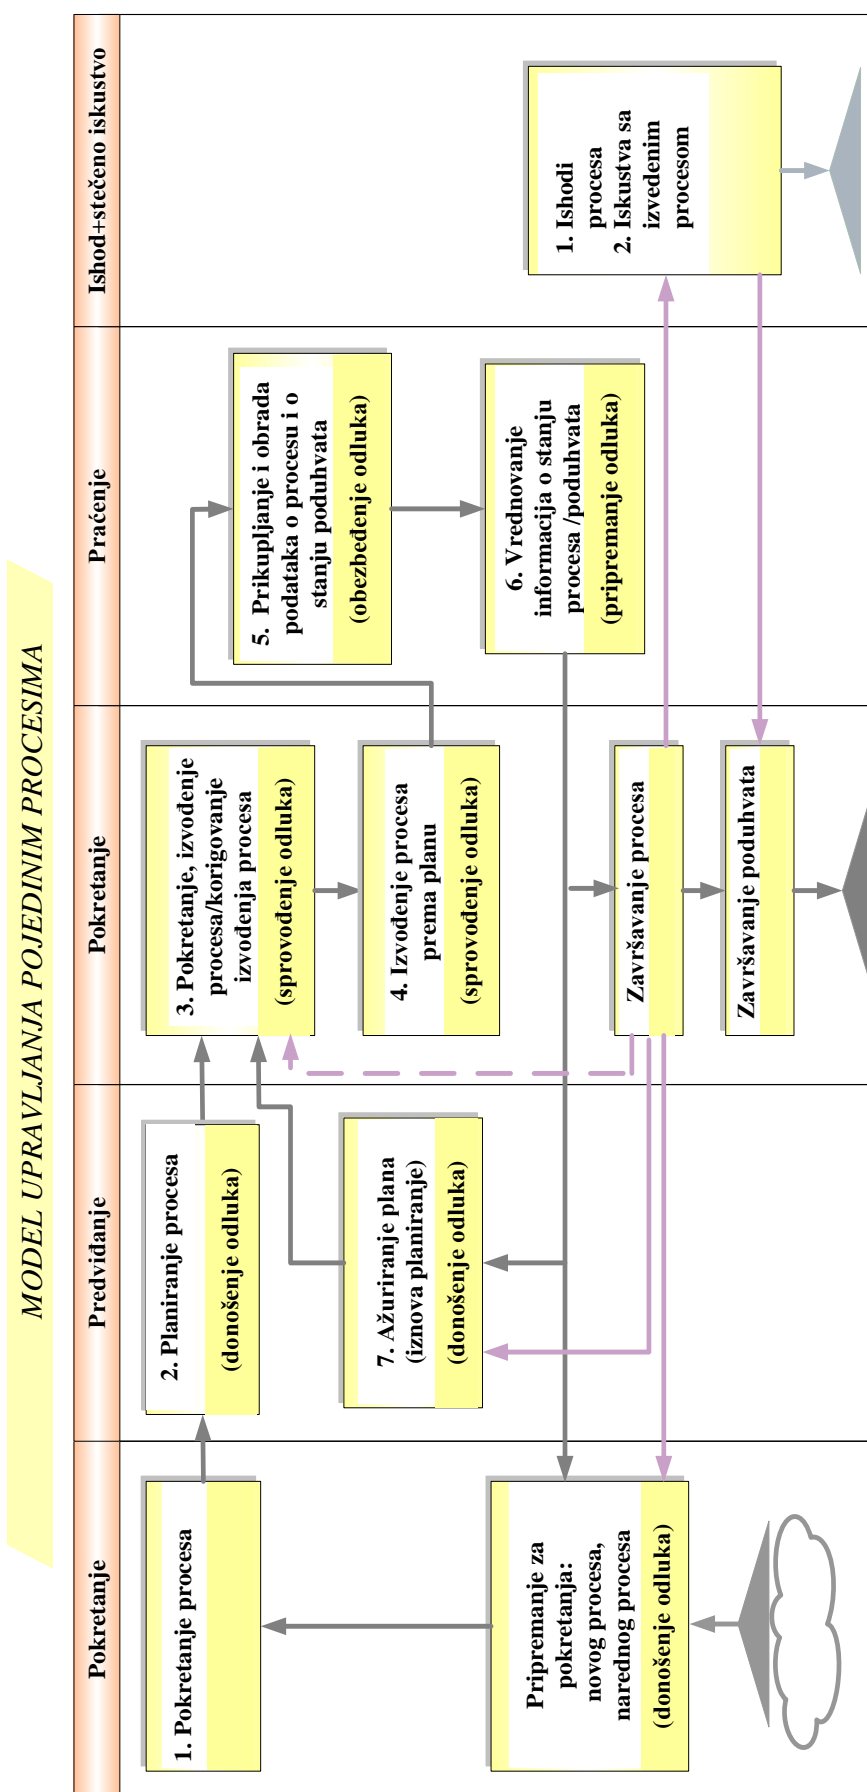 MODEL UPRAVLJANJA POJEDINIM PROCESIMA
Pokretanje
Predviđanje
Pokretanje
Praćenje
Ishod+stečeno iskustvo
1. Pokretanje procesa
Pripremanje za
pokretanja:
novog procesa,
narednog procesa
(donošenje odluka)
2. Planiranje procesa
(donošenje odluka)
7. Ažuriranje plana
(iznova planiranje)
(donošenje odluka)
3. Pokretanje, izvođenje
procesa/korigovanje
izvođenja procesa
(sprovođenje odluka)
4. Izvođenje procesa
prema planu
(sprovođenje odluka)
Završavanje procesa
Završavanje poduhvata
5. Prikupljanje i obrada
podataka o procesu i o
stanju poduhvata
(obezbeđenje odluka)
6. Vrednovanje
informacija o stanju
procesa /poduhvata
(pripremanje odluka)
1. Ishodi
procesa
2. Iskustva sa
izvedenim
procesom